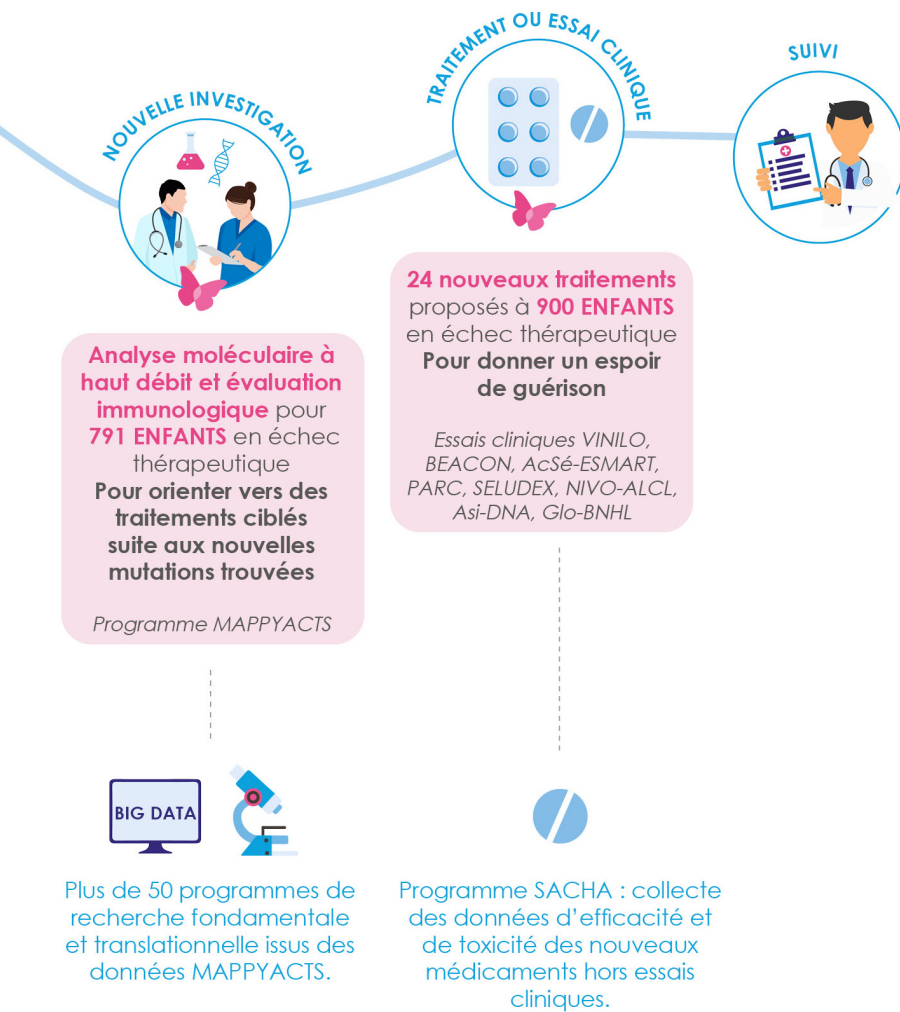 NOUVELLE INVESTIGATION
TRAITEMENT OU ESSAI CLINIQUE
SUIVI
Analyse moléculaire à
haut débit et évaluation
immunologique pour
791 ENFANTS en échec
thérapeutique
Pour orienter vers des
traitements ciblés
suite aux nouvelles
mutations trouvées
Programme MAPPYACTS
24 nouveaux traitements
proposés à 900 ENFANTS
en échec thérapeutique
Pour donner un espoir
de guérison
Essais cliniques VINILO,
BEACON, AcSé-ESMART,
PARC, SELUDEX, NIVO-ALCL,
Asi-DNA, Glo-BNHL
BIG DATA
Plus de 50 programmes de
recherche fondamentale
et translationnelle issus des
données MAPPYACTS.
Programme SACHA : collecte
des données d’efficacité et
de toxicité des nouveaux
médicaments hors essais
cliniques.